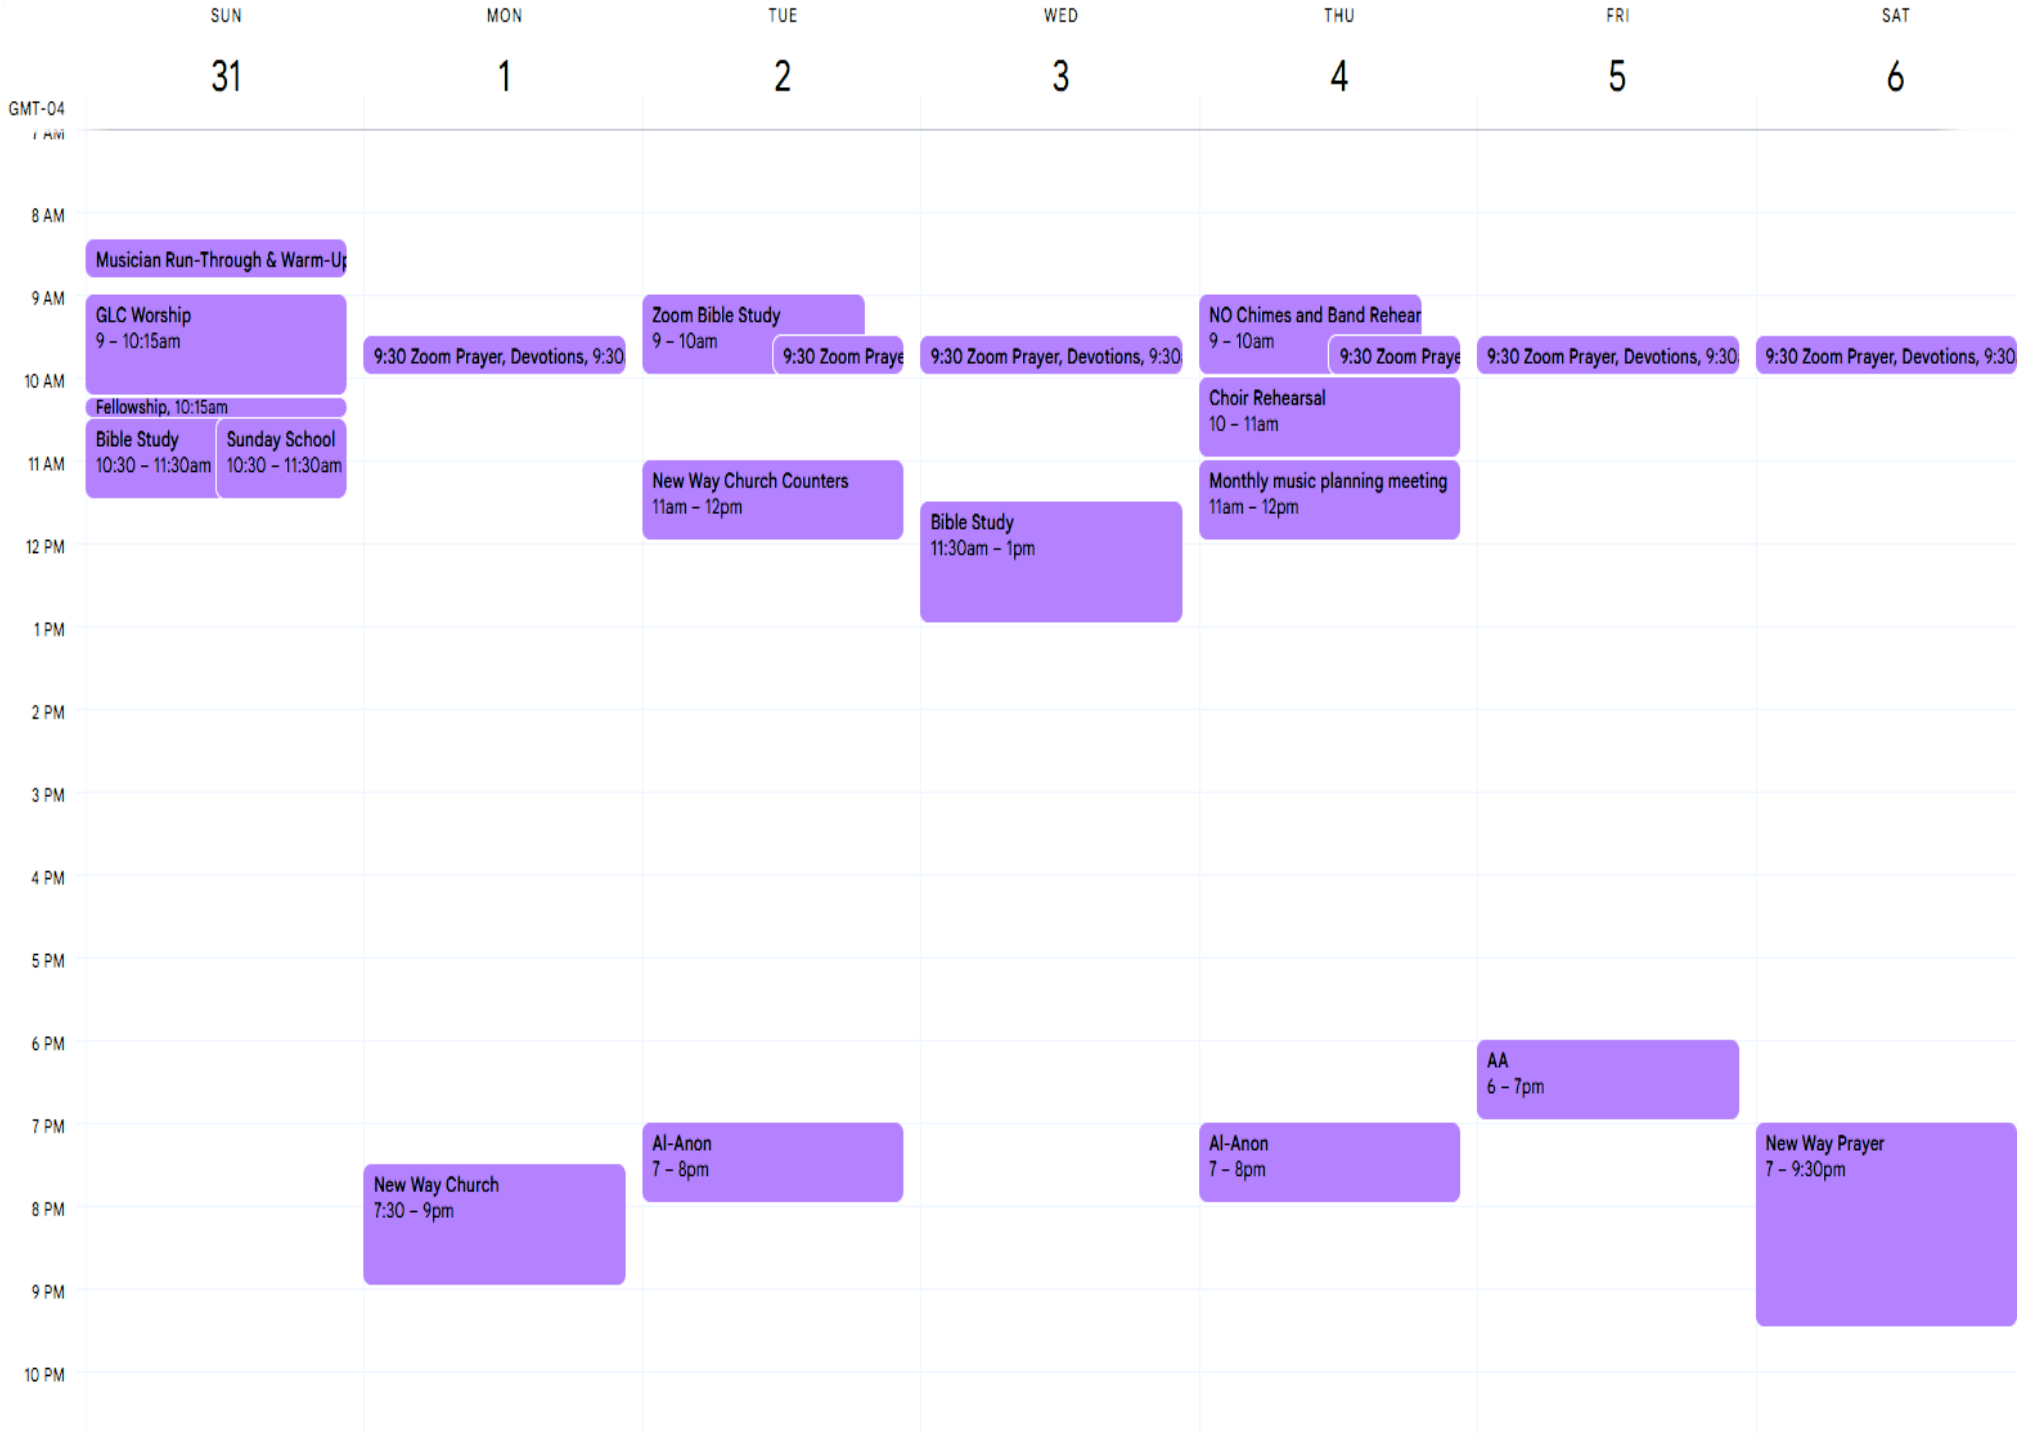 SUN MON TUE WED THU FRI SAT
31 1 2 3 4 5 6
GMT-04
7 AM
8 AM
9 AM
10 AM
11 AM
12 PM
1 PM
2 PM
3 PM
4 PM
5 PM
6 PM
7 PM
8 PM
9 PM
10 PM
Musician Run-Through & Warm-Up
GLC Worship
9 – 10:15am
Fellowship, 10:15am
Bible Study
10:30 – 11:30am
Sunday School
10:30 – 11:30am
9:30 Zoom Prayer, Devotions, 9:30
New Way Church
7:30 – 9pm
Zoom Bible Study
9 – 10am
9:30 Zoom Praye
New Way Church Counters
11am – 12pm
Al-Anon
7 – 8pm
9:30 Zoom Prayer, Devotions, 9:30
Bible Study
11:30am – 1pm
NO Chimes and Band Rehear
9 – 10am
9:30 Zoom Praye
Choir Rehearsal
10 – 11am
Monthly music planning meeting
11am – 12pm
Al-Anon
7 – 8pm
9:30 Zoom Prayer, Devotions, 9:30
AA
6 – 7pm
9:30 Zoom Prayer, Devotions, 9:30
New Way Prayer
7 – 9:30pm